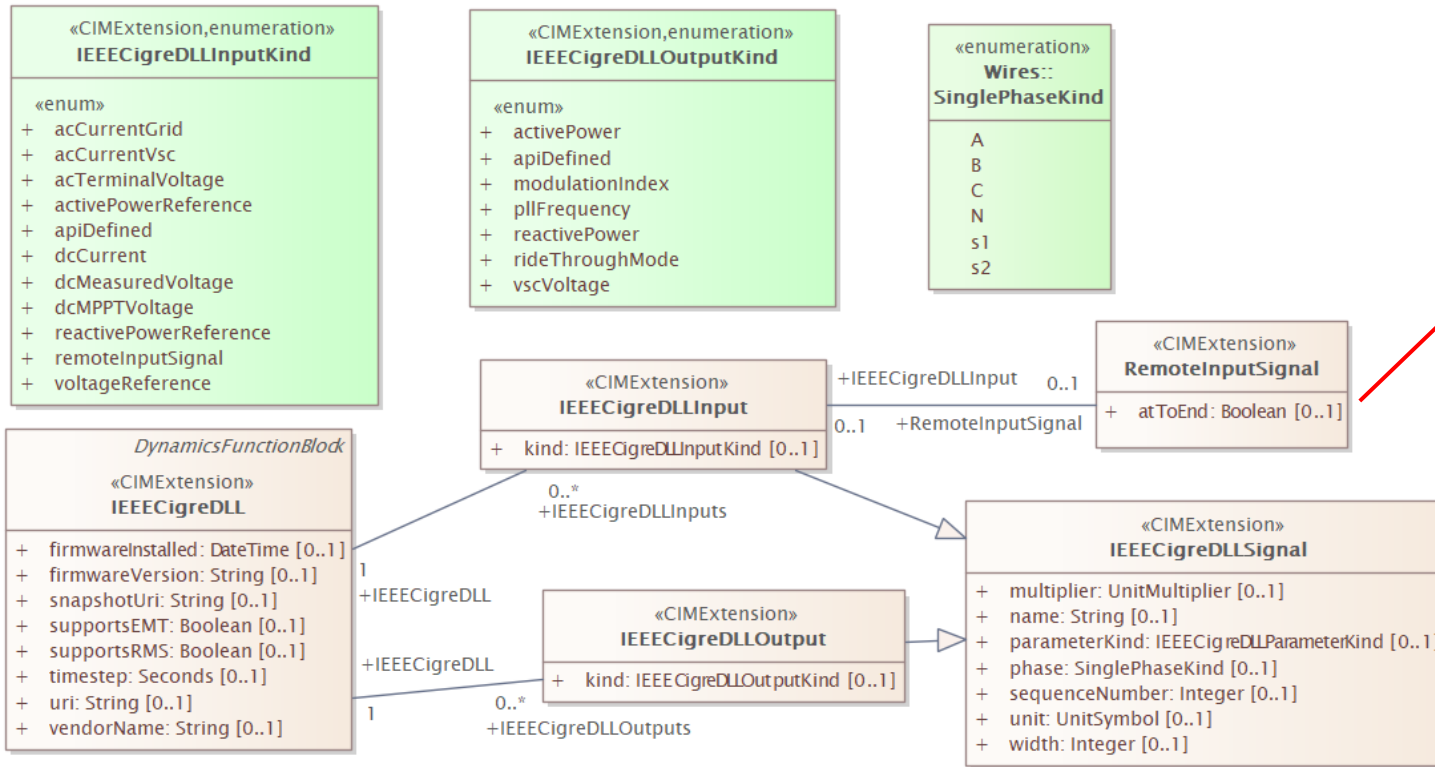 «CIMExtension,enumeration»
IEEECigreDLLInputKind
«enum»
+ acCurrentGrid
+ acCurrentVsc
+ acTerminalVoltage
+ activePowerReference
+ apiDefined
+ dcCurrent
+ dcMeasuredVoltage
+ dcMPPTVoltage
+ reactivePowerReference
+ remoteInputSignal
+ voltageReference
«CIMExtension,enumeration»
IEEECigreDLLOutputKind
«enum»
+ activePower
+ apiDefined
+ modulationIndex
+ pllFrequency
+ reactivePower
+ rideThroughMode
+ vscVoltage
«enumeration»
Wires::
SinglePhaseKind
A
B
C
N
s1
s2
«CIMExtension»
IEEECigreDLLInput
+ kind: IEEECigreDLLInputKind [0..1]
+IEEECigreDLLInput 0..1
0..1 +RemoteInputSignal
«CIMExtension»
RemoteInputSignal
+ atToEnd: Boolean [0..1]
DynamicsFunctionBlock
«CIMExtension»
IEEECigreDLL
+ firmwareInstalled: DateTime [0..1]
+ firmwareVersion: String [0..1]
+ snapshotUri: String [0..1]
+ supportsEMT: Boolean [0..1]
+ supportsRMS: Boolean [0..1]
+ timestep: Seconds [0..1]
+ uri: String [0..1]
+ vendorName: String [0..1]
0..*
+IEEECigreDLLInputs
1
+IEEECigreDLL
+IEEECigreDLL
1
0..*
+IEEECigreDLLOutputs
«CIMExtension»
IEEECigreDLLOutput
+ kind: IEEECigreDLLOutputKind [0..1]
«CIMExtension»
IEEECigreDLLSignal
+ multiplier: UnitMultiplier [0..1]
+ name: String [0..1]
+ parameterKind: IEEECigreDLLParameterKind [0..1]
+ phase: SinglePhaseKind [0..1]
+ sequenceNumber: Integer [0..1]
+ unit: UnitSymbol [0..1]
+ width: Integer [0..1]